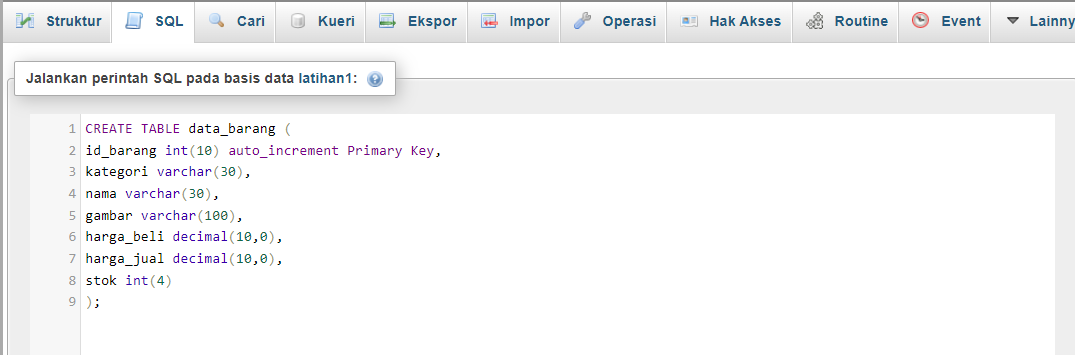 Struktur SQL Cari Kueri Ekspor Impor Operasi Hak Akses Routine Event Lainny
Jalankan perintah SQL pada basis data latihan1:
1 CREATE TABLE data_barang (
2 id_barang int(10) auto_increment Primary Key,
3 kategori varchar(30),
4 nama varchar(30),
5 gambar varchar(100),
6 harga_beli decimal(10,0),
7 harga_jual decimal(10,0),
8 stok int(4)
9 );